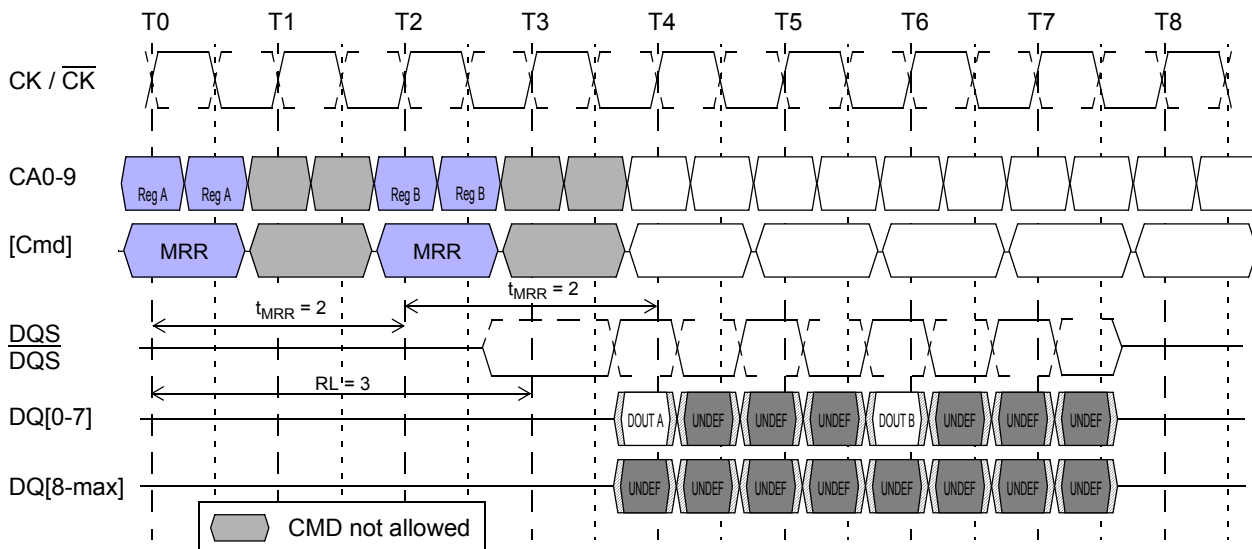 T0 T1 T2 T3 T4 T5 T6 T7 T8
CK / C̅K̅
CA0-9 Reg A Reg A Reg B Reg B
[Cmd] MRR MRR
tMRR = 2 tMRR = 2
DQS
D̅Q̅S̅
RL = 3
DQ[0-7] DOUT A UNDEF UNDEF UNDEF DOUT B UNDEF UNDEF UNDEF
DQ[8-max] UNDEF UNDEF UNDEF UNDEF UNDEF UNDEF UNDEF UNDEF
CMD not allowed